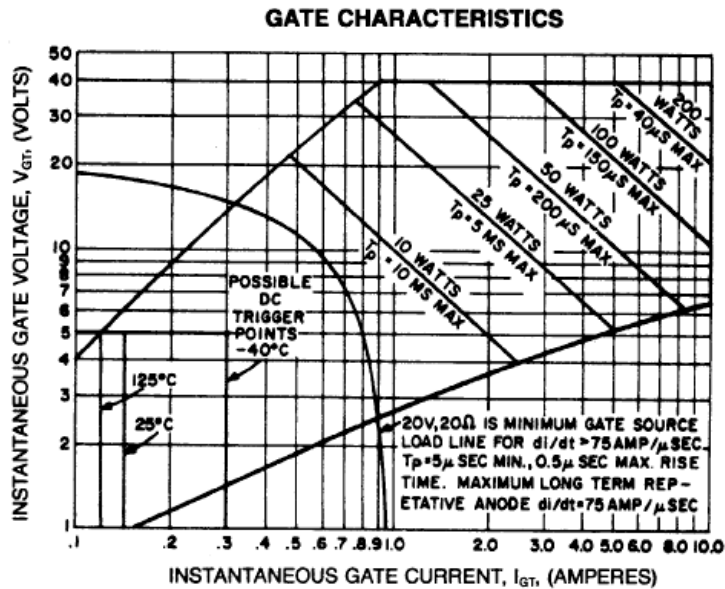 GATE CHARACTERISTICS
INSTANTANEOUS GATE VOLTAGE, VGT, (VOLTS)
50
40
30
20
10
9
8
7
6
5
4
3
2
1
200
WATTS
Tp=40µS MAX
100 WATTS
Tp=150µS MAX
50 WATTS
Tp=200µS MAX
25 WATTS
Tp=5 MS MAX
10 WATTS
Tp=10 MS MAX
POSSIBLE
DC
TRIGGER
POINTS
-40°C
125°C
25°C
20V, 20Ω IS MINIMUM GATE SOURCE
LOAD LINE FOR di/dt>75AMP/µSEC.
Tp=5µ SEC MIN., 0.5µ SEC MAX. RISE
TIME. MAXIMUM LONG TERM REP-
ETATIVE ANODE di/dt=75AMP/µSEC
.1 .2 .3 .4 .5 .6 .7 .8 .9 1.0 2.0 3.0 4.0 5.0 6.0 8.0 10.0
INSTANTANEOUS GATE CURRENT, IGT, (AMPERES)